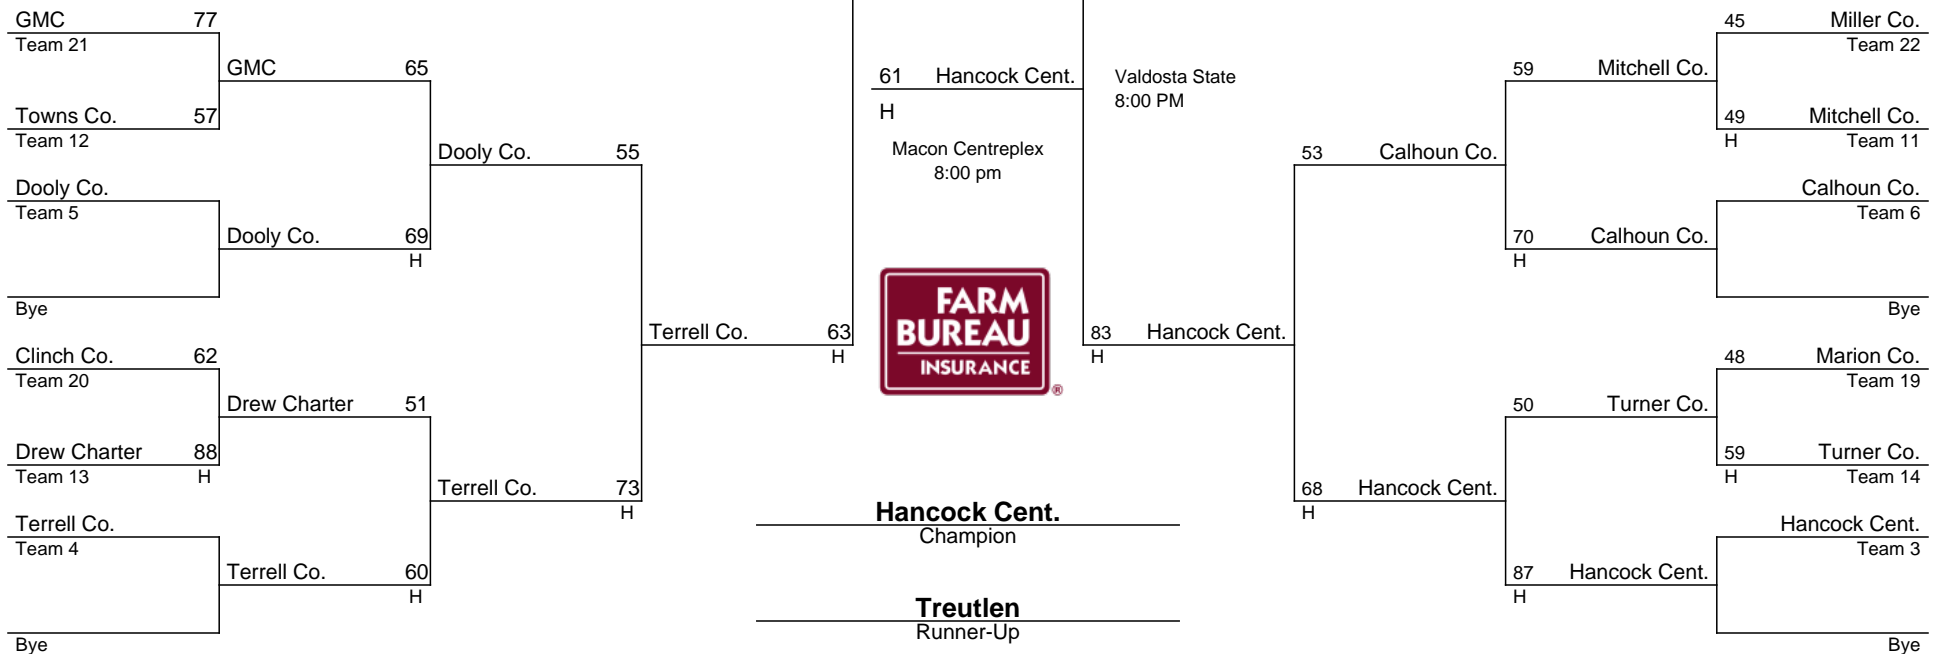 GMC 77
Team 21
GMC 65
Towns Co. 57
Team 12
Dooly Co. 55
Dooly Co.
Team 5
Dooly Co. 69
H
Bye
Terrell Co. 63
H
Clinch Co. 62
Team 20
Drew Charter 51
Drew Charter 88
Team 13 H
Terrell Co. 73
H
Terrell Co.
Team 4
Terrell Co. 60
H
Bye
61 Hancock Cent.
H
Macon Centreplex
8:00 pm
Valdosta State
8:00 PM
FARM
BUREAU
INSURANCE
®
Hancock Cent.
Champion
Treutlen
Runner-Up
83 Hancock Cent.
H
53 Calhoun Co.
68 Hancock Cent.
H
59 Mitchell Co.
70 Calhoun Co.
H
50 Turner Co.
87 Hancock Cent.
H
45 Miller Co.
Team 22
49 Mitchell Co.
H Team 11
Calhoun Co.
Team 6
Bye
48 Marion Co.
Team 19
59 Turner Co.
H Team 14
Hancock Cent.
Team 3
Bye